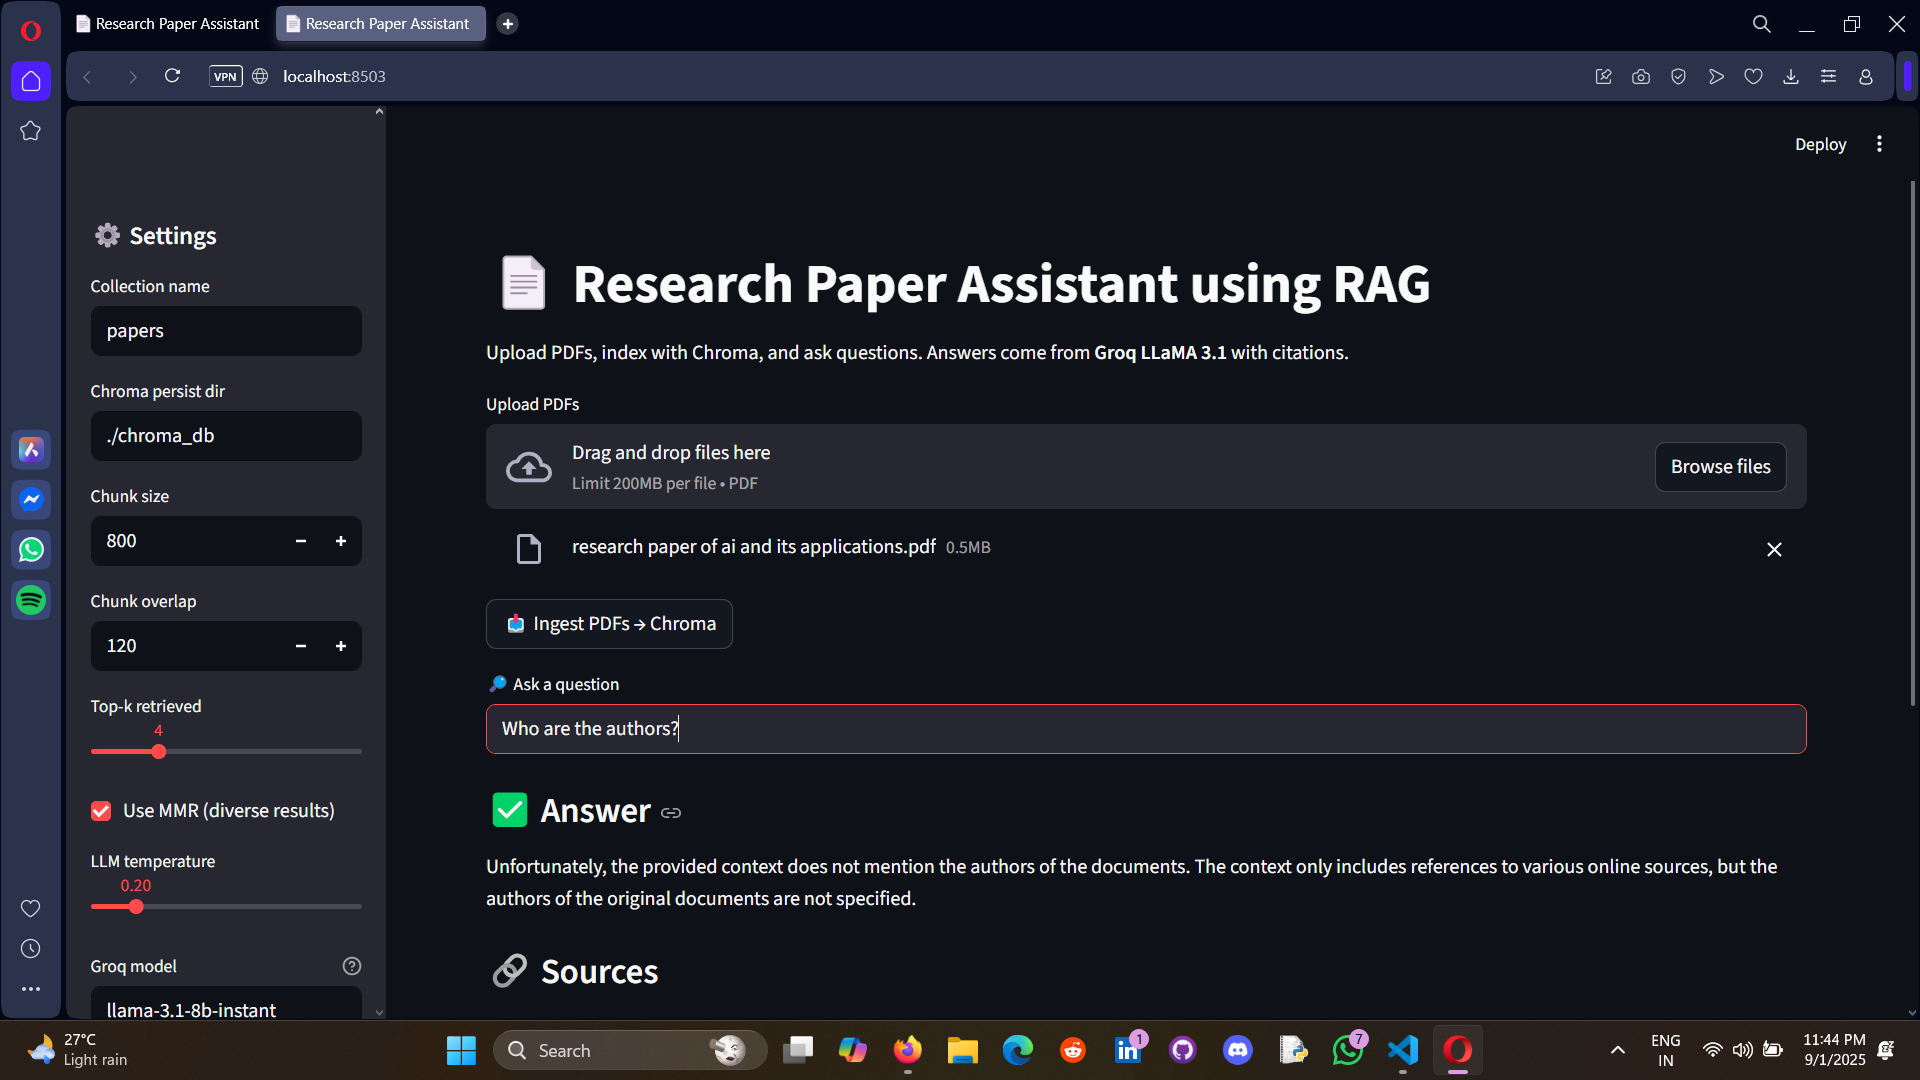 Research Paper Assistant
Research Paper Assistant
VPN
localhost:8503
Deploy
Settings
Collection name
papers
Chroma persist dir
./chroma_db
Chunk size
800
Chunk overlap
120
Top-k retrieved
4
Use MMR (diverse results)
LLM temperature
0.20
Groq model
llama-3.1-8b-instant
Research Paper Assistant using RAG
Upload PDFs, index with Chroma, and ask questions. Answers come from Groq LLaMA 3.1 with citations.
Upload PDFs
Drag and drop files here
Limit 200MB per file • PDF
Browse files
research paper of ai and its applications.pdf 0.5MB
Ingest PDFs → Chroma
Ask a question
Who are the authors?
Answer
Unfortunately, the provided context does not mention the authors of the documents. The context only includes references to various online sources, but the
authors of the original documents are not specified.
Sources
27°C
Light rain
Search
1
7
ENG
IN
11:44 PM
9/1/2025